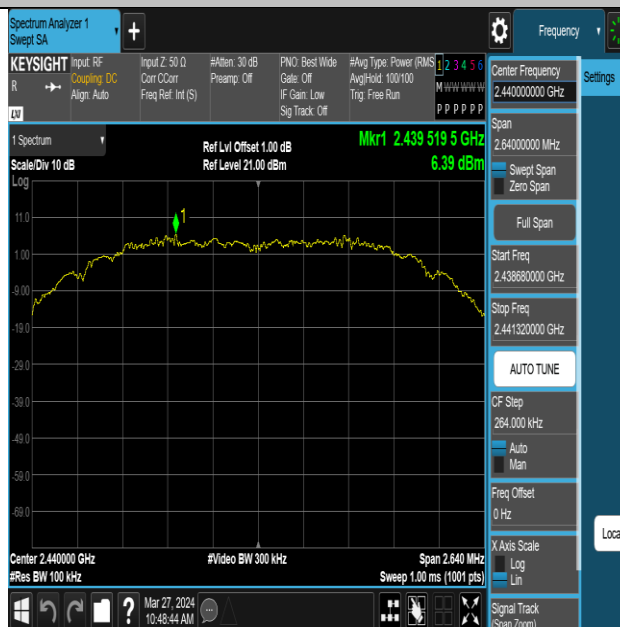 Spectrum Analyzer 1
Swept SA
+
Frequency
KEYSIGHT
Input: RF
Coupling: DC
Align: Auto
R
LXI
Input Z: 50 Ω
Corr CCorr
Freq Ref: Int (S)
#Atten: 30 dB
Preamp: Off
PNO: Best Wide
Gate: Off
IF Gain: Low
Sig Track: Off
#Avg Type: Power (RMS
Avg|Hold: 100/100
Trig: Free Run
1 2 3 4 5 6
M W W W W W
P P P P P P
Center Frequency
2.440000000 GHz
Settings
Span
2.64000000 MHz
Swept Span
Zero Span
Full Span
Start Freq
2.438680000 GHz
Stop Freq
2.441320000 GHz
AUTO TUNE
CF Step
264.000 kHz
Auto
Man
Freq Offset
0 Hz
X Axis Scale
Log
Lin
Signal Track
(Span Zoom)
Loca
1 Spectrum
Scale/Div 10 dB
Log
Ref Lvl Offset 1.00 dB
Ref Level 21.00 dBm
Mkr1 2.439 519 5 GHz
6.39 dBm
1
11.0
1.00
-9.00
-19.0
-29.0
-39.0
-49.0
-59.0
-69.0
Center 2.440000 GHz
#Res BW 100 kHz
#Video BW 300 kHz
Span 2.640 MHz
Sweep 1.00 ms (1001 pts)
?
Mar 27, 2024
10:48:44 AM